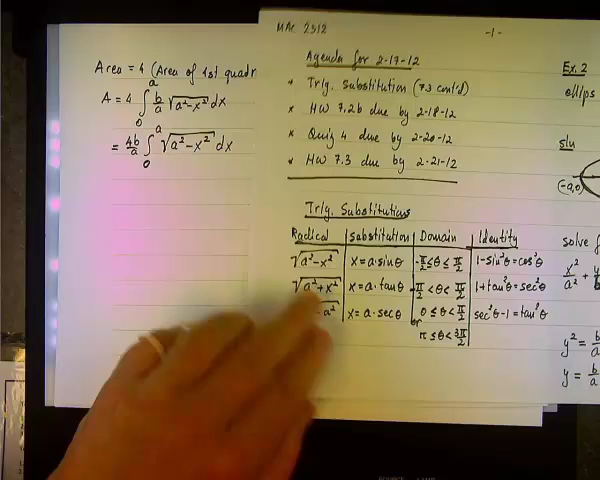 Area = 4 (Area of 1st quadr
A = 4 ∫₀ᵃ b/a √(a²-x²) dx
= 4b/a ∫₀ᵃ √(a²-x²) dx
MAC 2312
-1-
Agenda for 2-17-12
* Trig. Substitution (7.3 cont'd)
* HW 7.2b due by 2-18-12
* Quiz 4 due by 2-20-12
* HW 7.3 due by 2-21-12
Trig. Substitutions
Radical | Substitution | Domain | Identity
√(a²-x²) | x = a·sinθ | -π/2 ≤ θ ≤ π/2 | 1-sin²θ = cos²θ
√(a²+x²) | x = a·tanθ | -π/2 < θ < π/2 | 1+tan²θ = sec²θ
-a² | x = a·secθ | 0 ≤ θ < π/2 | sec²θ-1 = tan²θ
or π ≤ θ < 3π/2
Ex. 2
ellips
sln
(-a,0)
solve f
x²/a² + y
y² = b
y = b/a